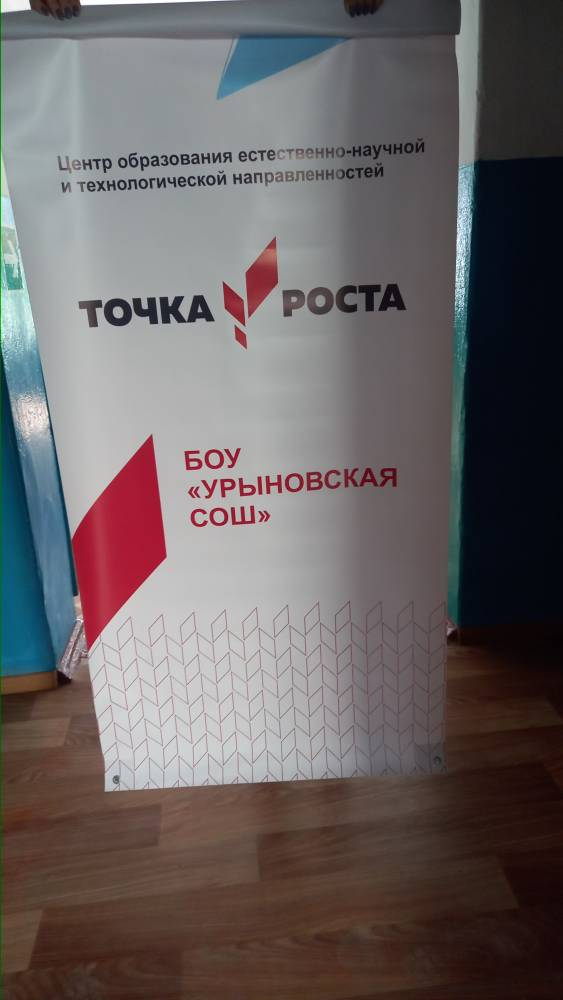 Центр образования естественно-научной
и технологической направленностей
ТОЧКА РОСТА
БОУ
«УРЫНОВСКАЯ
СОШ»